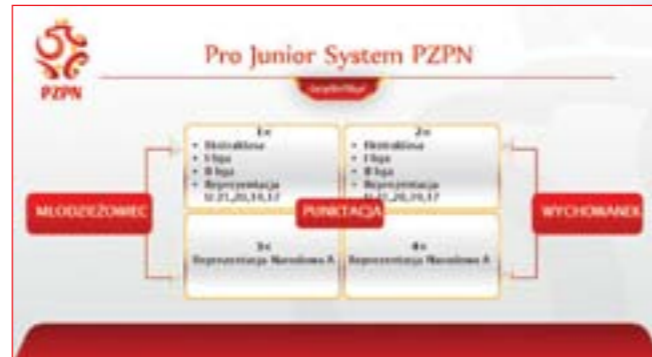 PZPN
Pro Junior System PZPN
1x
• Ekstraklasa
• I liga
• II liga
• Reprezentacja
U-21,20,19,17
2x
• Ekstraklasa
• I liga
• II liga
• Reprezentacja
U-21,20,19,17
MŁODZIEŻOWIEC
PUNKTACJA
WYCHOWANEK
3x
Reprezentacja Narodowa A
4x
Reprezentacja Narodowa A